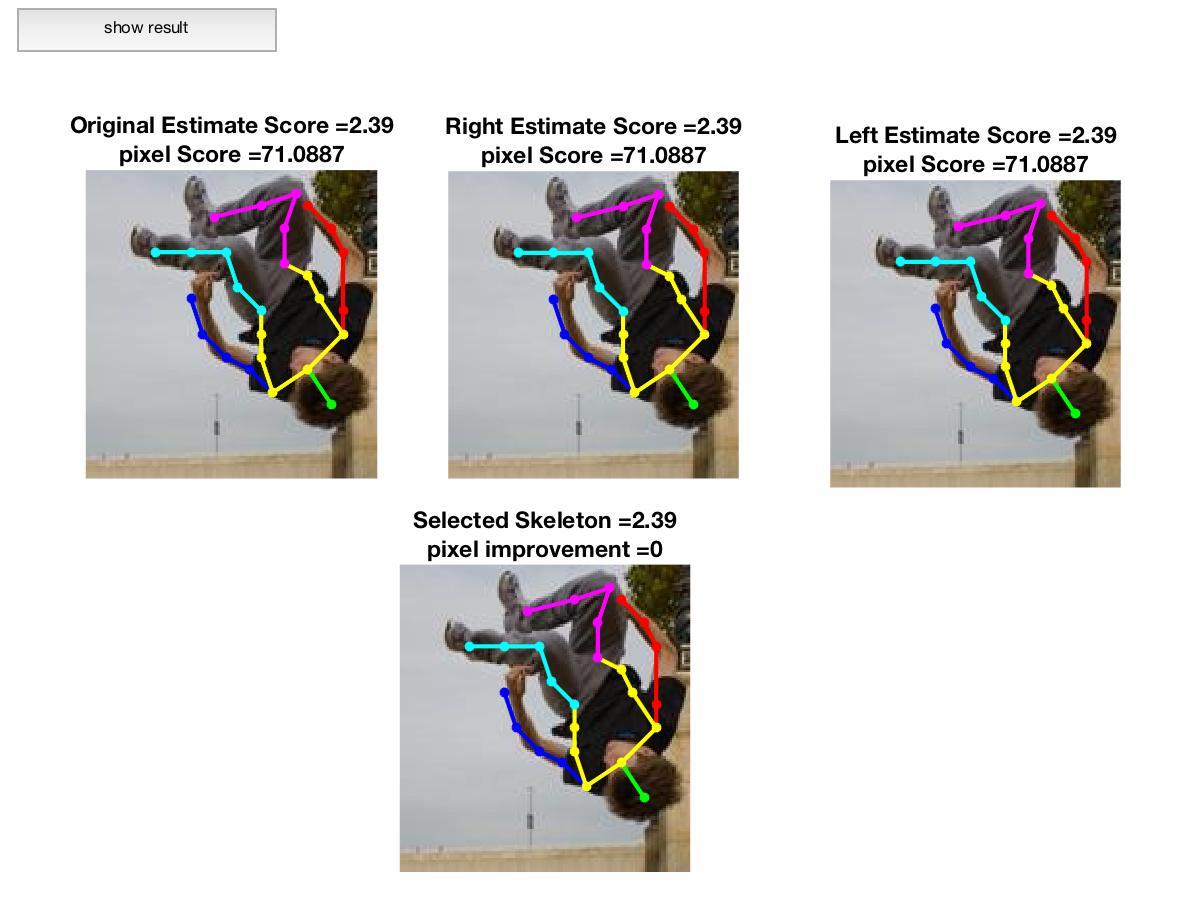 show result
Original Estimate Score =2.39
pixel Score =71.0887
Right Estimate Score =2.39
pixel Score =71.0887
Left Estimate Score =2.39
pixel Score =71.0887
Selected Skeleton =2.39
pixel improvement =0